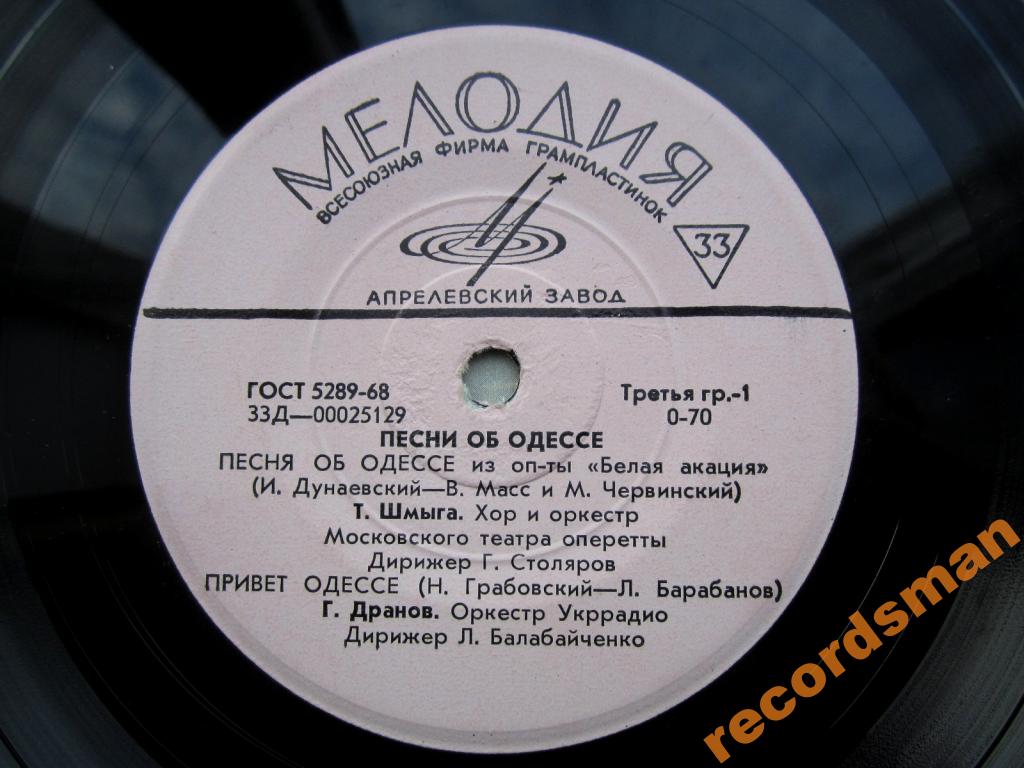 МЕЛОДИЯ
ВСЕСОЮЗНАЯ ФИРМА ГРАМПЛАСТИНОК
33
АПРЕЛЕВСКИЙ ЗАВОД
ГОСТ 5289-68
Третья гр.-1
33Д—00025129
0-70
ПЕСНИ ОБ ОДЕССЕ
ПЕСНЯ ОБ ОДЕССЕ из оп-ты «Белая акация»
(И. Дунаевский—В. Масс и М. Червинский)
Т. Шмыга. Хор и оркестр
Московского театра оперетты
Дирижер Г. Столяров
ПРИВЕТ ОДЕССЕ (Н. Грабовский—Л. Барабанов)
Г. Дранов. Оркестр Укррадио
Дирижер Л. Балабайченко
recordsman